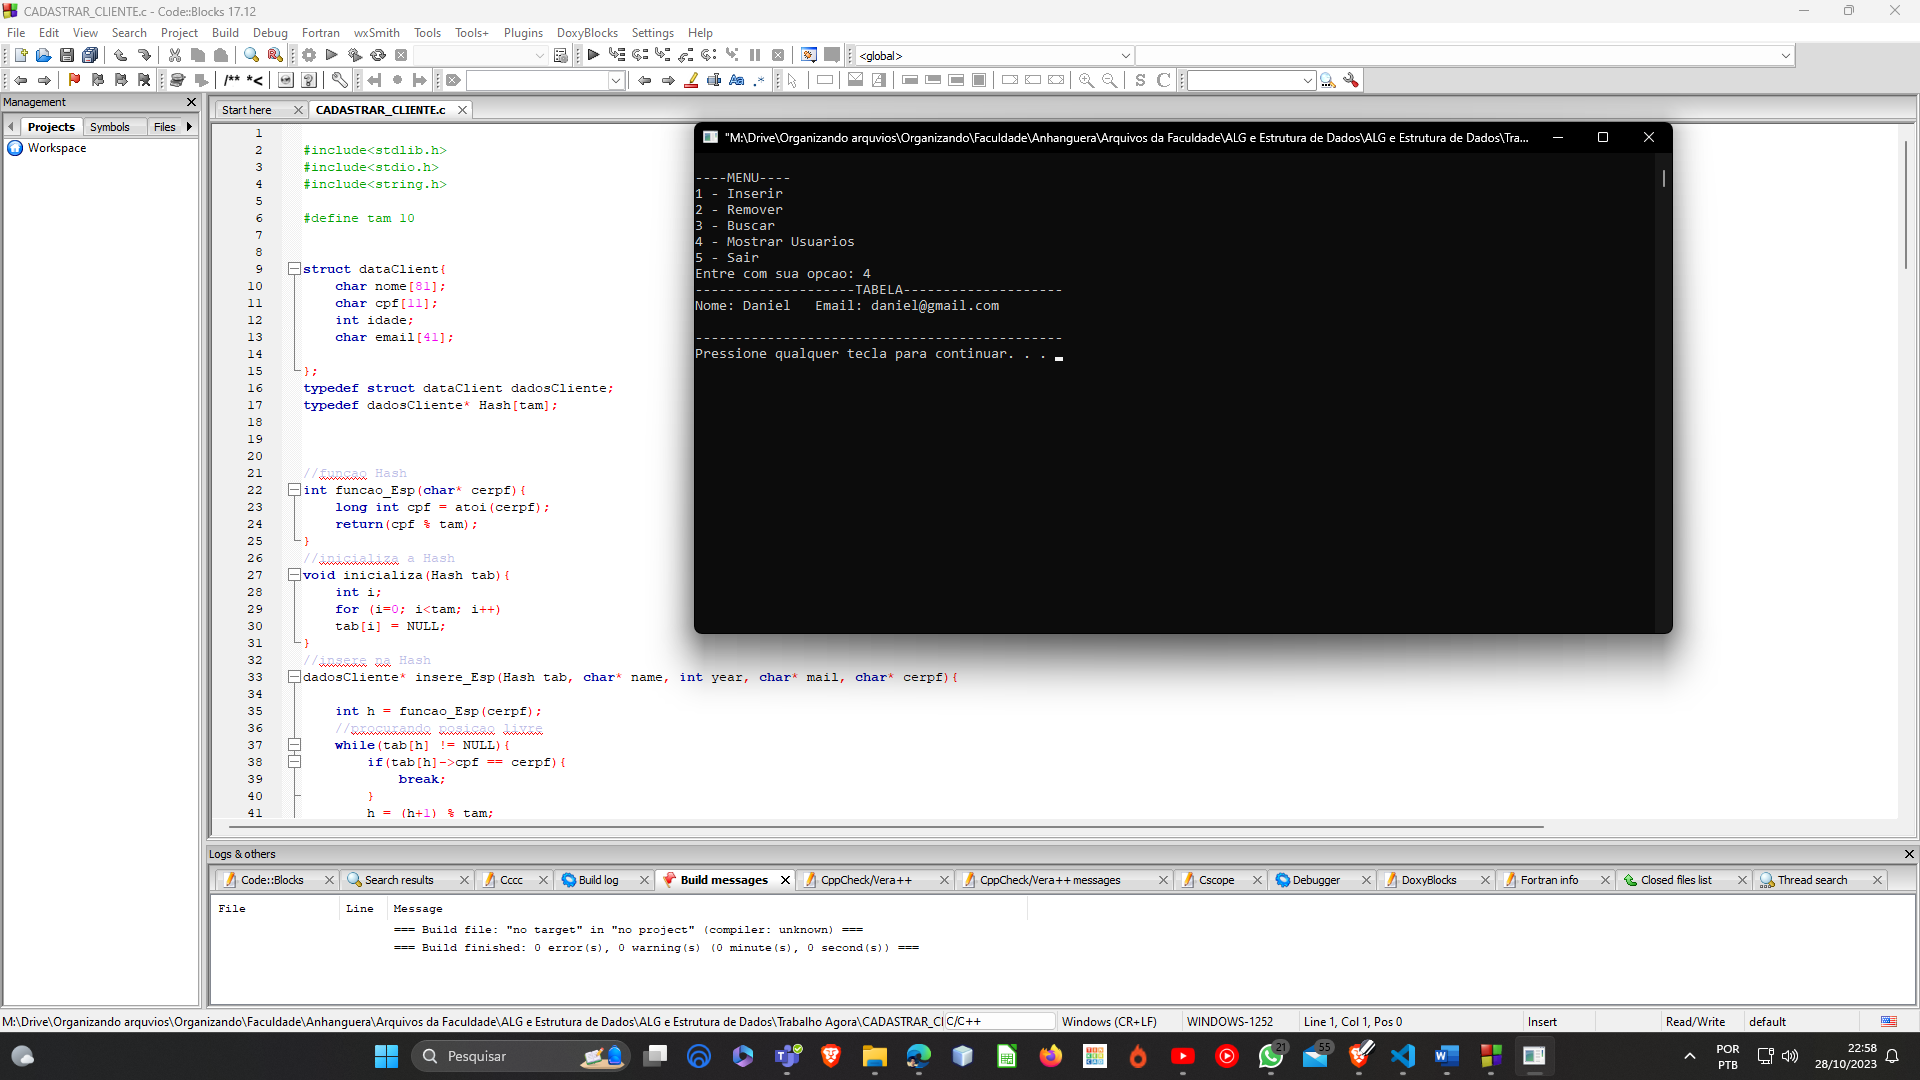 CADASTRAR_CLIENTE.c - Code::Blocks 17.12
File Edit View Search Project Build Debug Fortran wxSmith Tools Tools+ Plugins DoxyBlocks Settings Help
<global>
/** *<
S C
Management
Projects Symbols Files
Workspace
Start here CADASTRAR_CLIENTE.c
1
2 #include<stdlib.h>
3 #include<stdio.h>
4 #include<string.h>
5
6 #define tam 10
7
8
9 struct dataClient{
10 char nome[81];
11 char cpf[11];
12 int idade;
13 char email[41];
14
15 };
16 typedef struct dataClient dadosCliente;
17 typedef dadosCliente* Hash[tam];
18
19
20
21 //funcao Hash
22 int funcao_Esp(char* cerpf){
23 long int cpf = atoi(cerpf);
24 return(cpf % tam);
25 }
26 //inicializa a Hash
27 void inicializa(Hash tab){
28 int i;
29 for (i=0; i<tam; i++)
30 tab[i] = NULL;
31 }
32 //insere na Hash
33 dadosCliente* insere_Esp(Hash tab, char* name, int year, char* mail, char* cerpf){
34
35 int h = funcao_Esp(cerpf);
36 //procurando posicao livre
37 while(tab[h] != NULL){
38 if(tab[h]->cpf == cerpf){
39 break;
40 }
41 h = (h+1) % tam;
"M:\Drive\Organizando arquvios\Organizando\Faculdade\Anhanguera\Arquivos da Faculdade\ALG e Estrutura de Dados\ALG e Estrutura de Dados\Tra...
----MENU----
1 - Inserir
2 - Remover
3 - Buscar
4 - Mostrar Usuarios
5 - Sair
Entre com sua opcao: 4
--------------------TABELA--------------------
Nome: Daniel Email: daniel@gmail.com
----------------------------------------------
Pressione qualquer tecla para continuar. . .
Logs & others
Code::Blocks Search results Cccc Build log Build messages CppCheck/Vera++ CppCheck/Vera++ messages Cscope Debugger DoxyBlocks Fortran info Closed files list Thread search
File Line Message
=== Build file: "no target" in "no project" (compiler: unknown) ===
=== Build finished: 0 error(s), 0 warning(s) (0 minute(s), 0 second(s)) ===
M:\Drive\Organizando arquvios\Organizando\Faculdade\Anhanguera\Arquivos da Faculdade\ALG e Estrutura de Dados\ALG e Estrutura de Dados\Trabalho Agora\CADASTRAR_CI C/C++ Windows (CR+LF) WINDOWS-1252 Line 1, Col 1, Pos 0 Insert Read/Write default
Pesquisar
21
55
POR
PTB
22:58
28/10/2023